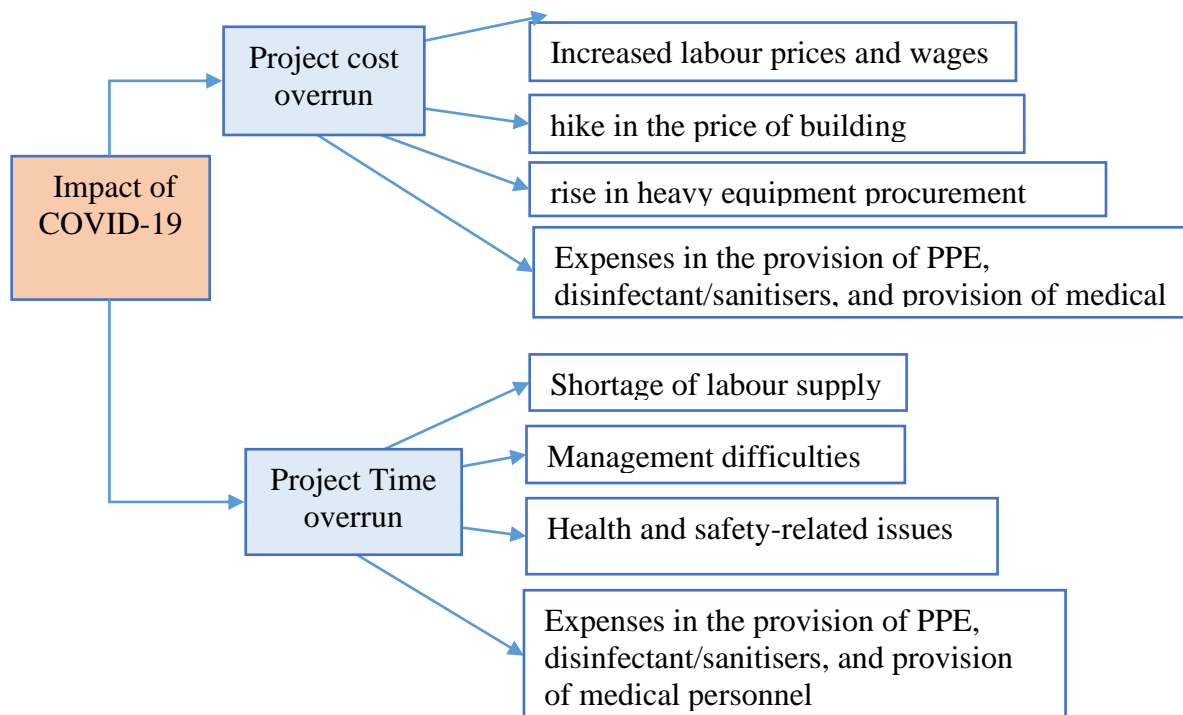 Project cost
overrun
Increased labour prices and wages
hike in the price of building
rise in heavy equipment procurement
Impact of
COVID-19
Expenses in the provision of PPE,
disinfectant/sanitisers, and provision of medical
Shortage of labour supply
Management difficulties
Project Time
overrun
Health and safety-related issues
Expenses in the provision of PPE,
disinfectant/sanitisers, and provision
of medical personnel